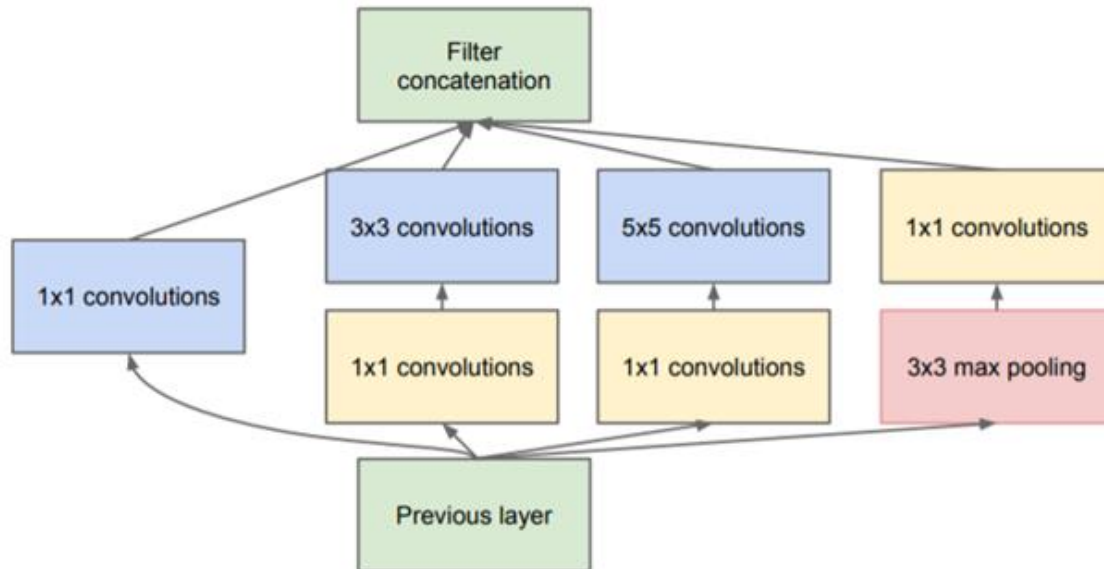 Filter
concatenation
3x3 convolutions
5x5 convolutions
1x1 convolutions
1x1 convolutions
1x1 convolutions
1x1 convolutions
3x3 max pooling
Previous layer